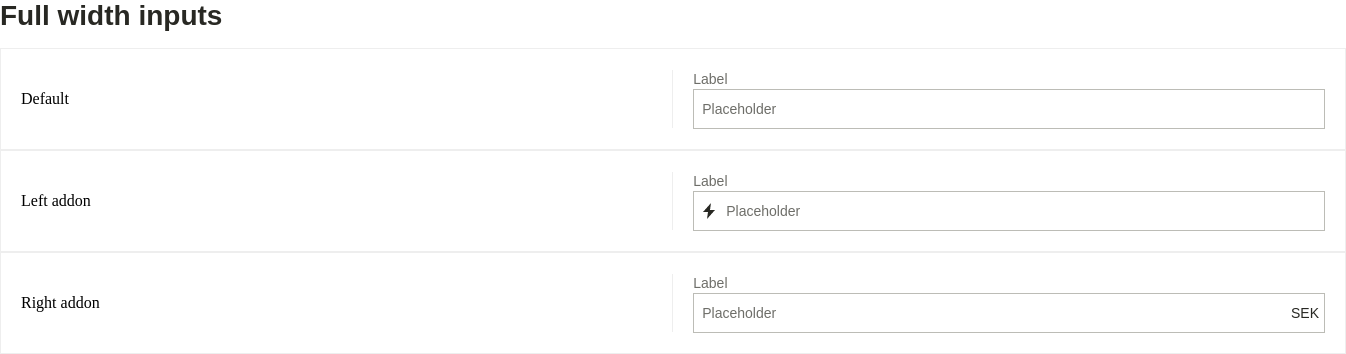 Full width inputs
Default
Label
Placeholder
Left addon
Label
Placeholder
Right addon
Label
Placeholder SEK